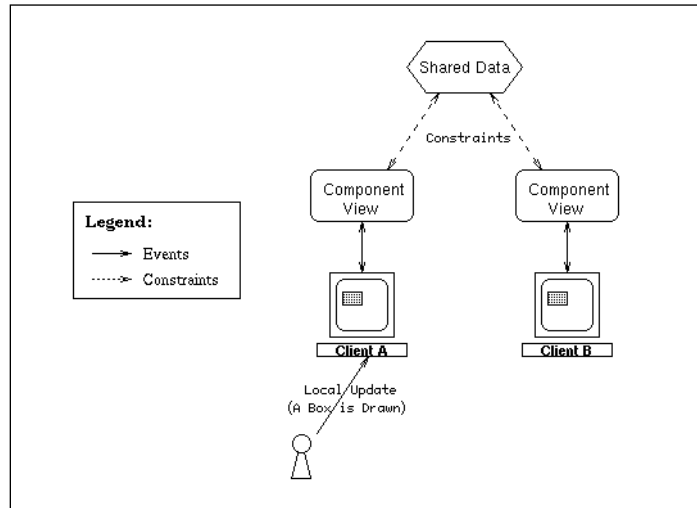 Shared Data
Constraints
Component
View
Component
View
Legend:
Events
Constraints
Client A
Client B
Local Update
(A Box is Drawn)